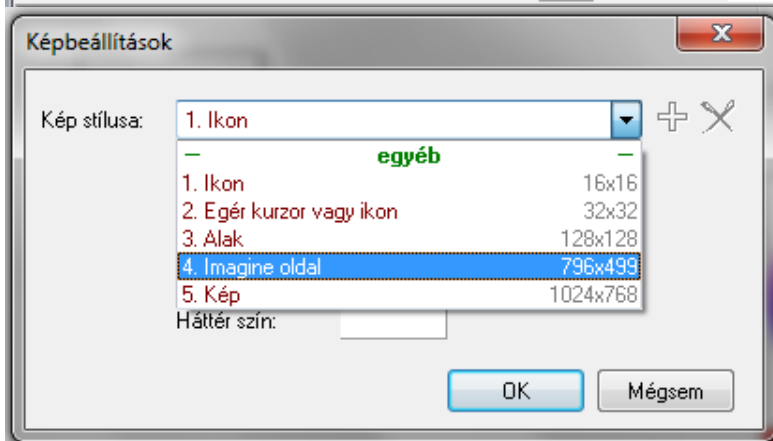 Képbeállítások
Kép stílusa: 1. Ikon
– egyéb –
1. Ikon 16x16
2. Egér kurzor vagy ikon 32x32
3. Alak 128x128
4. Imagine oldal 796x499
5. Kép 1024x768
Háttér szín:
OK Mégsem